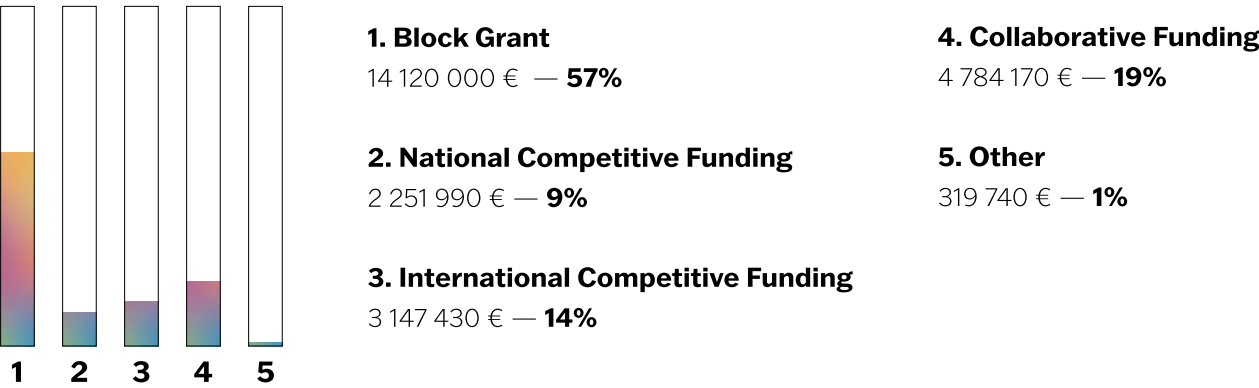 1. Block Grant
14 120 000 € — 57%
2. National Competitive Funding
2 251 990 € — 9%
3. International Competitive Funding
3 147 430 € — 14%
4. Collaborative Funding
4 784 170 € — 19%
5. Other
319 740 € — 1%
1 2 3 4 5